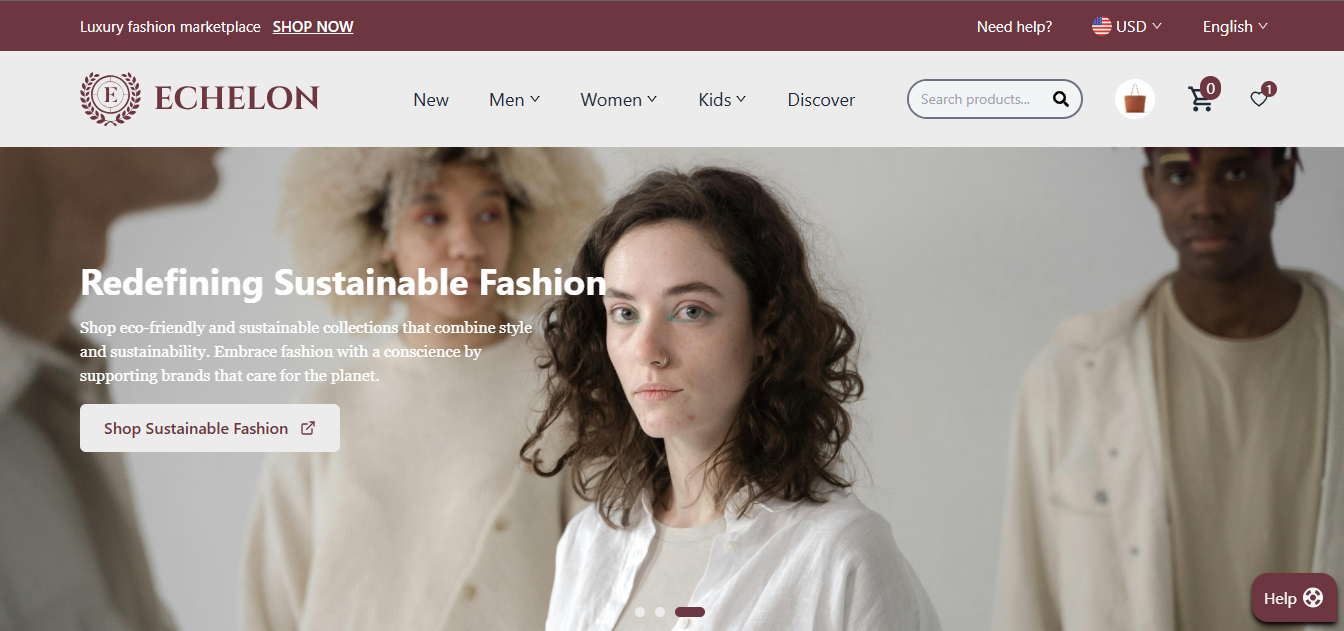 Luxury fashion marketplace SHOP NOW Need help? USD English
E ECHELON New Men Women Kids Discover Search products... 0 1
Redefining Sustainable Fashion
Shop eco-friendly and sustainable collections that combine style
and sustainability. Embrace fashion with a conscience by
supporting brands that care for the planet.
Shop Sustainable Fashion
Help